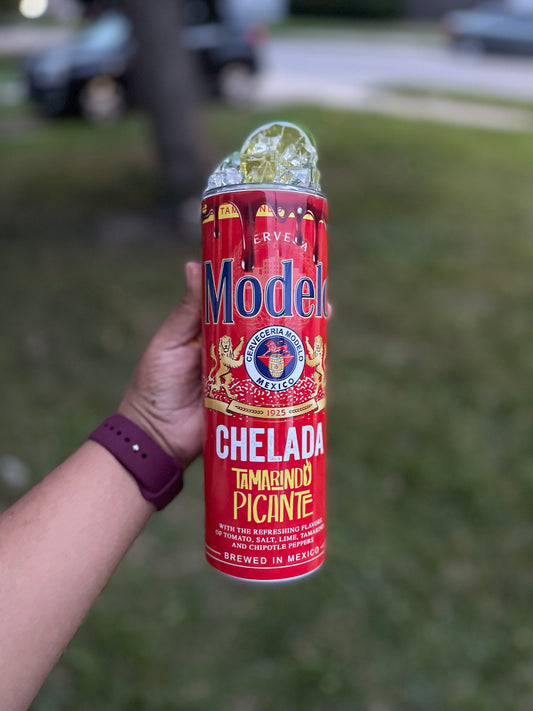 TAM
CERVEZA
Modelo
CERVECERIA MODELO
MEXICO
1925
CHELADA
TAMARINDO
PICANTE
WITH THE REFRESHING FLAVORS
OF TOMATO, SALT, LIME, TAMARIND
AND CHIPOTLE PEPPERS
BREWED IN MEXICO